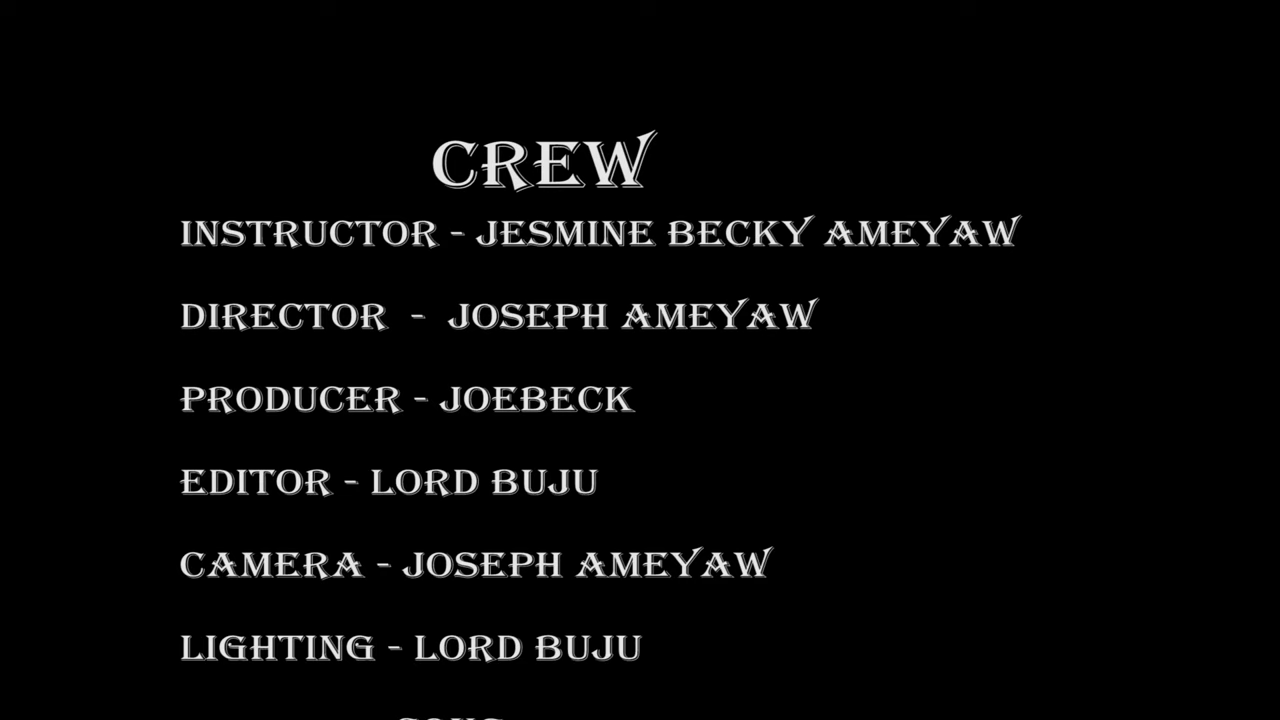 CREW
INSTRUCTOR - JESMINE BECKY AMEYAW
DIRECTOR - JOSEPH AMEYAW
PRODUCER - JOEBECK
EDITOR - LORD BUJU
CAMERA - JOSEPH AMEYAW
LIGHTING - LORD BUJU